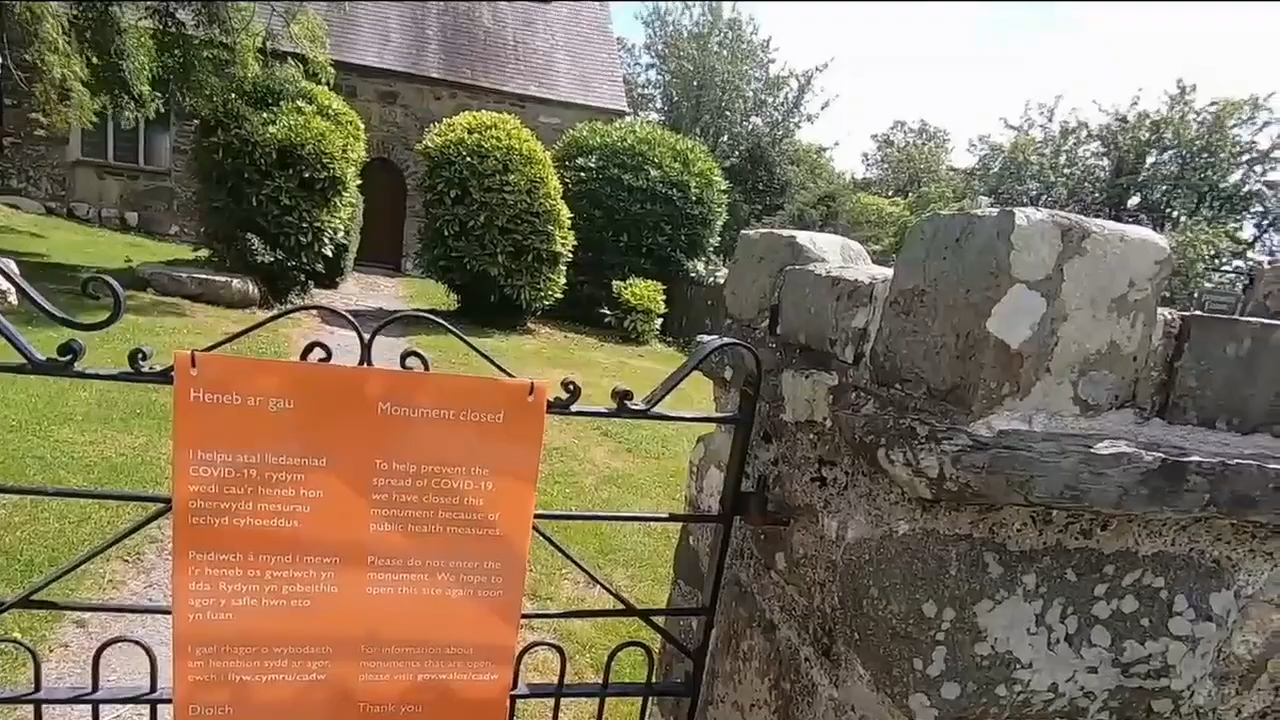 Heneb ar gau
I helpu atal lledaeniad
COVID-19, rydym
wedi cau'r heneb hon
oherwydd mesurau
iechyd cyhoeddus.
Peidiwch â mynd i mewn
i'r heneb os gwelwch yn
dda. Rydym yn gobeithio
agor y safle hwn eto
yn fuan.
I gael rhagor o wybodaeth
am henebion sydd ar agor,
ewch i llyw.cymru/cadw
Diolch
Monument closed
To help prevent the
spread of COVID-19,
we have closed this
monument because of
public health measures.
Please do not enter the
monument. We hope to
open this site again soon
For information about
monuments that are open,
please visit gov.wales/cadw
Thank you